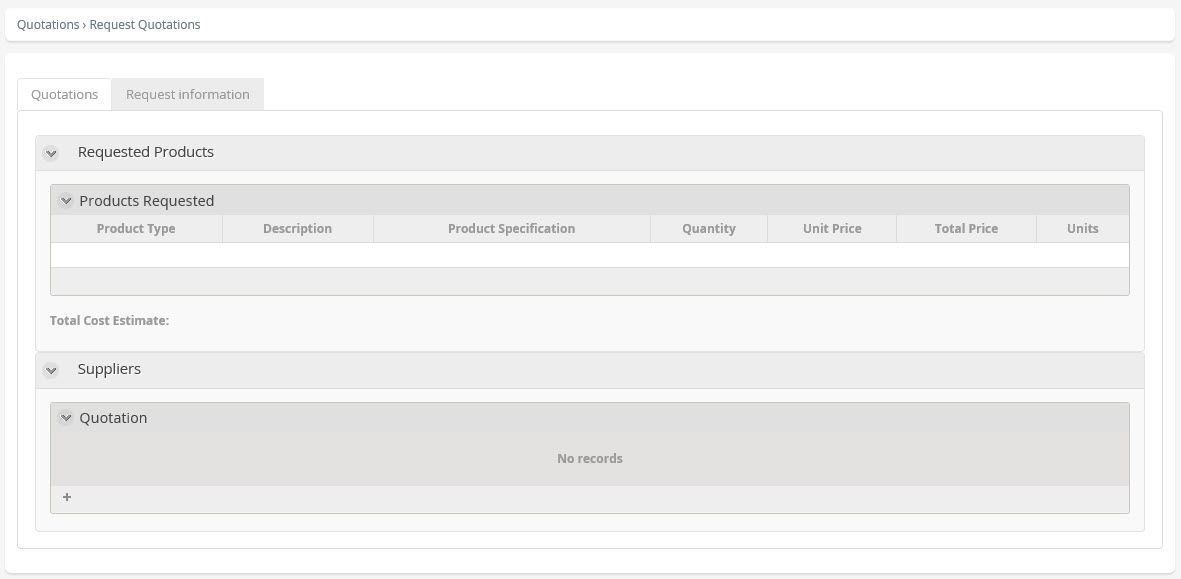 Quotations › Request Quotations
Quotations Request information
Requested Products
Products Requested
Product Type Description Product Specification Quantity Unit Price Total Price Units
Total Cost Estimate:
Suppliers
Quotation
No records
+